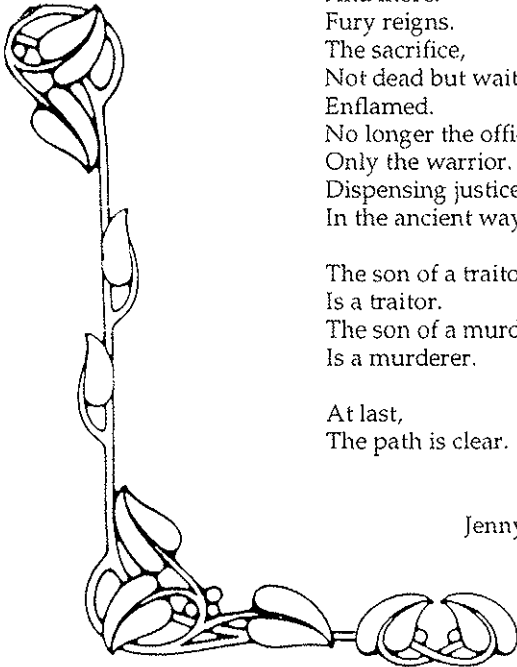 Fury reigns.
The sacrifice,
Not dead but wait
Enflamed.
No longer the offi
Only the warrior.
Dispensing justice
In the ancient way
The son of a traito
Is a traitor.
The son of a murd
Is a murderer.
At last,
The path is clear.
Jenny